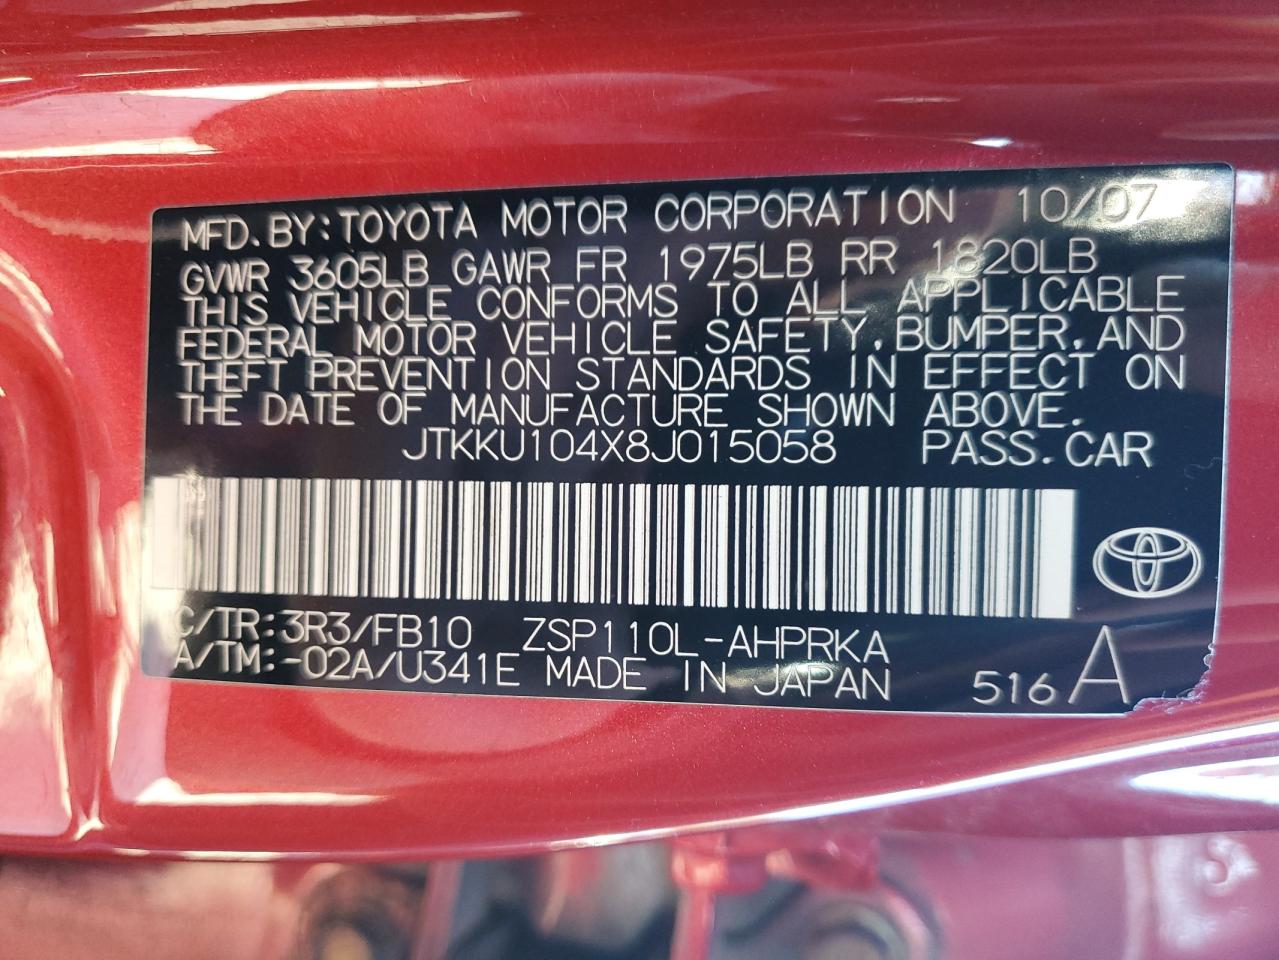 MFD. BY: TOYOTA MOTOR CORPORATION 10/07
GVWR 3605LB GAWR FR 1975LB RR 1820LB
THIS VEHICLE CONFORMS TO ALL APPLICABLE
FEDERAL MOTOR VEHICLE SAFETY, BUMPER, AND
THEFT PREVENTION STANDARDS IN EFFECT ON
THE DATE OF MANUFACTURE SHOWN ABOVE.
JTKKU104X8J015058 PASS. CAR
C/TR: 3R3/FB10 ZSP110L-AHPRKA
A/TM: -02A/U341E MADE IN JAPAN 516 A